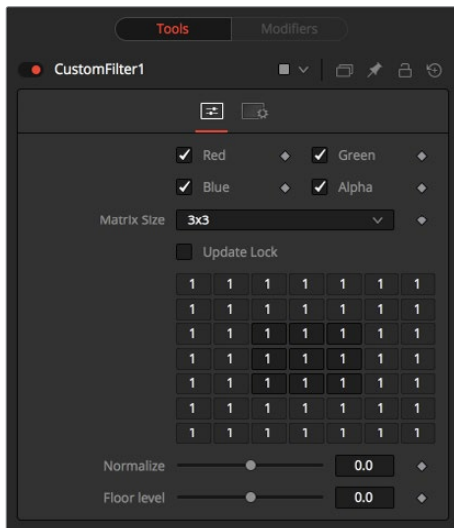 Tools Modifiers
CustomFilter1
Red Green
Blue Alpha
Matrix Size 3x3
Update Lock
1 1 1 1 1 1 1
1 1 1 1 1 1 1
1 1 1 1 1 1 1
1 1 1 1 1 1 1
1 1 1 1 1 1 1
1 1 1 1 1 1 1
1 1 1 1 1 1 1
Normalize 0.0
Floor level 0.0